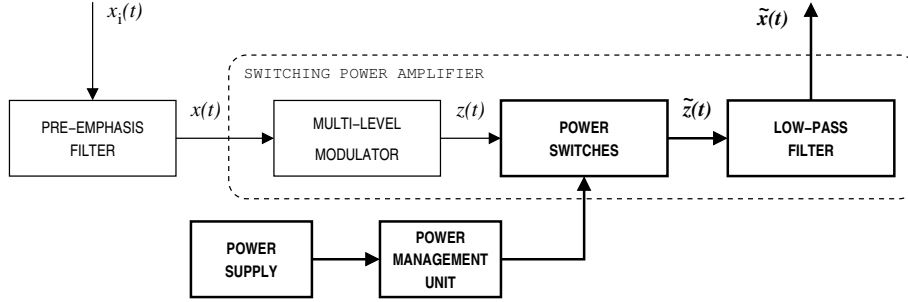 x_i(t)
x̃(t)
SWITCHING POWER AMPLIFIER
PRE−EMPHASIS
FILTER
x(t)
MULTI−LEVEL
MODULATOR
z(t)
POWER
SWITCHES
z̃(t)
LOW−PASS
FILTER
POWER
SUPPLY
POWER
MANAGEMENT
UNIT